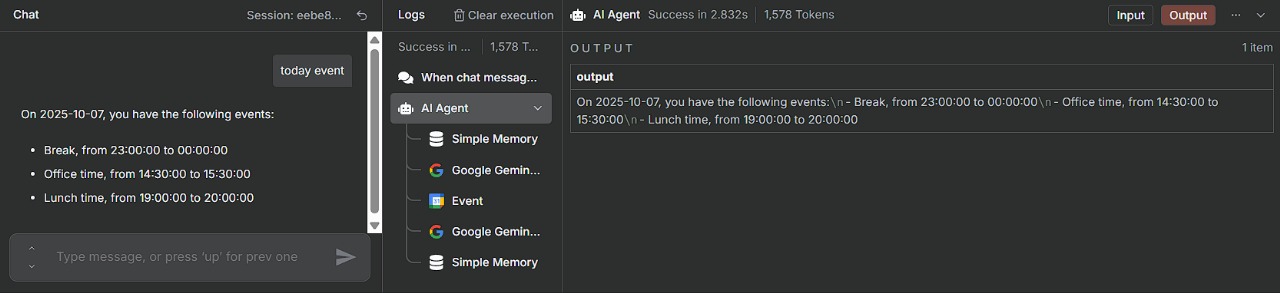 Chat
Session: eebe8...
today event
On 2025-10-07, you have the following events:
• Break, from 23:00:00 to 00:00:00
• Office time, from 14:30:00 to 15:30:00
• Lunch time, from 19:00:00 to 20:00:00
Type message, or press 'up' for prev one
Logs
Clear execution
Success in ...
1,578 T...
When chat messag...
AI Agent
Simple Memory
Google Gemin...
Event
Google Gemin...
Simple Memory
AI Agent
Success in 2.832s
1,578 Tokens
Input
Output
...
OUTPUT
1 item
output
On 2025-10-07, you have the following events:\n - Break, from 23:00:00 to 00:00:00\n - Office time, from 14:30:00 to
15:30:00\n - Lunch time, from 19:00:00 to 20:00:00